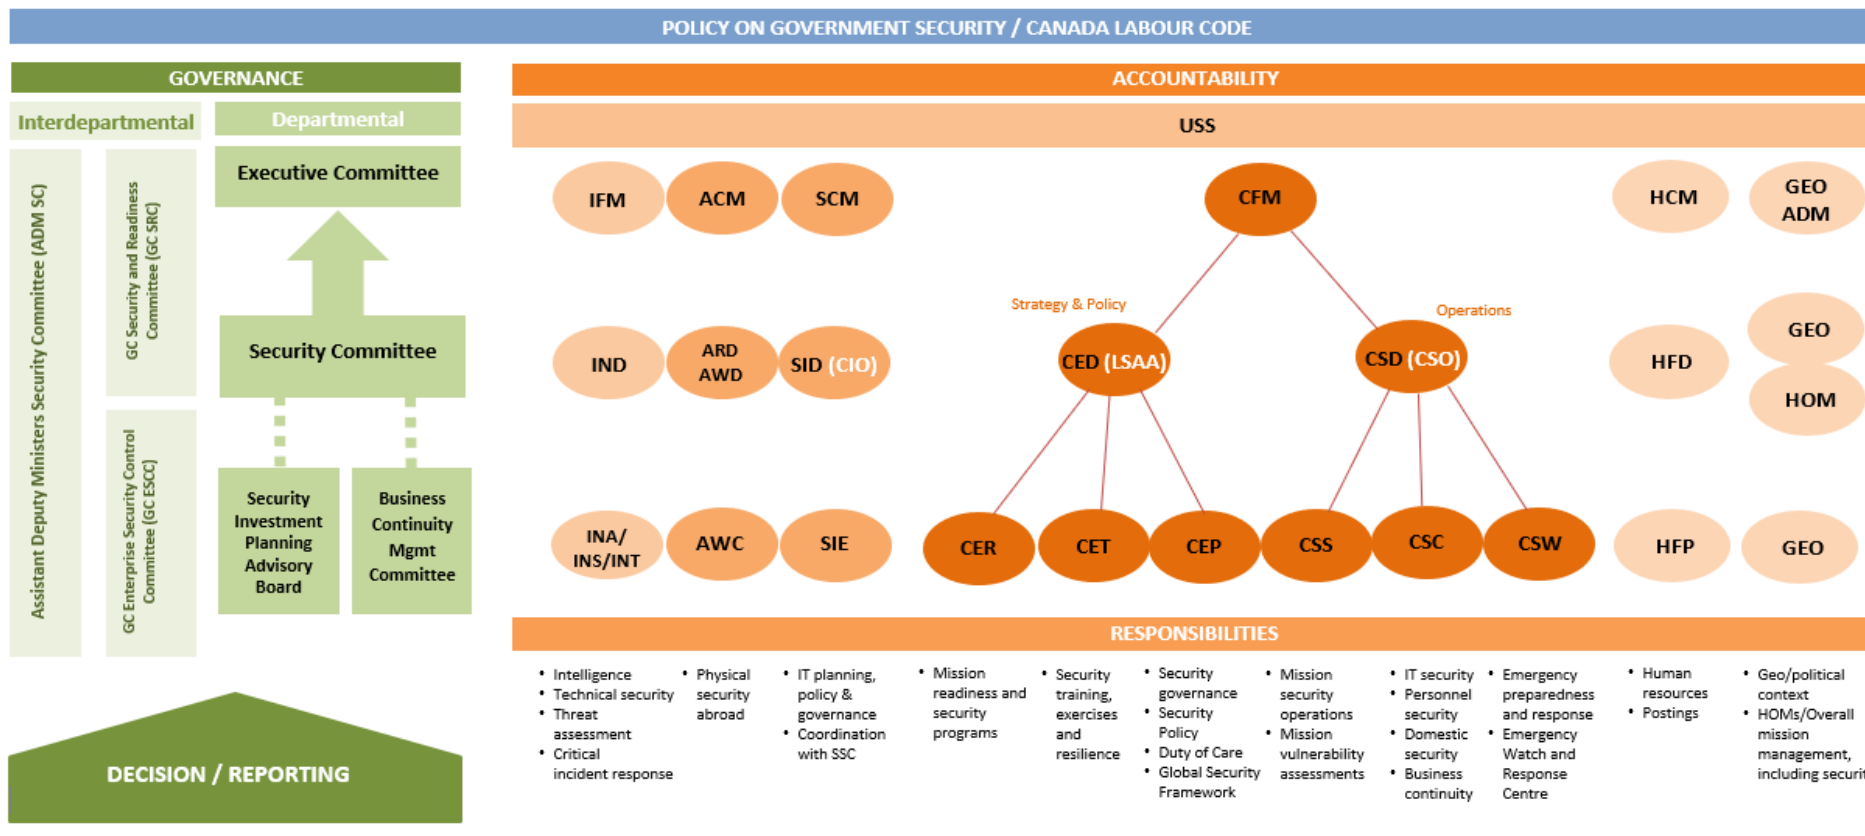 POLICY ON GOVERNMENT SECURITY / CANADA LABOUR CODE
GOVERNANCE
Interdepartmental
Departmental
Assistant Deputy Ministers Security Committee (ADM SC)
GC Security and Readiness
Committee (GC SRC)
GC Enterprise Security Control
Committee (GC ESCC)
Executive Committee
Security Committee
Security
Investment
Planning
Advisory
Board
Business
Continuity
Mgmt
Committee
DECISION / REPORTING
ACCOUNTABILITY
USS
IFM
ACM
SCM
CFM
HCM
GEO
ADM
Strategy & Policy
Operations
IND
ARD
AWD
SID (CIO)
CED (LSAA)
CSD (CSO)
HFD
GEO
HOM
INA/
INS/INT
AWC
SIE
CER
CET
CEP
CSS
CSC
CSW
HFP
GEO
RESPONSIBILITIES
• Intelligence
• Technical security
• Threat
assessment
• Critical
incident response
• Physical
security
abroad
• IT planning,
policy &
governance
• Coordination
with SSC
• Mission
readiness and
security
programs
• Security
training,
exercises
and
resilience
• Security
governance
• Security
Policy
• Duty of Care
• Global Security
Framework
• Mission
security
operations
• Mission
vulnerability
assessments
• IT security
• Personnel
security
• Domestic
security
• Business
continuity
• Emergency
preparedness
and response
• Emergency
Watch and
Response
Centre
• Human
resources
• Postings
• Geo/political
context
• HOMs/Overall
mission
management,
including securit